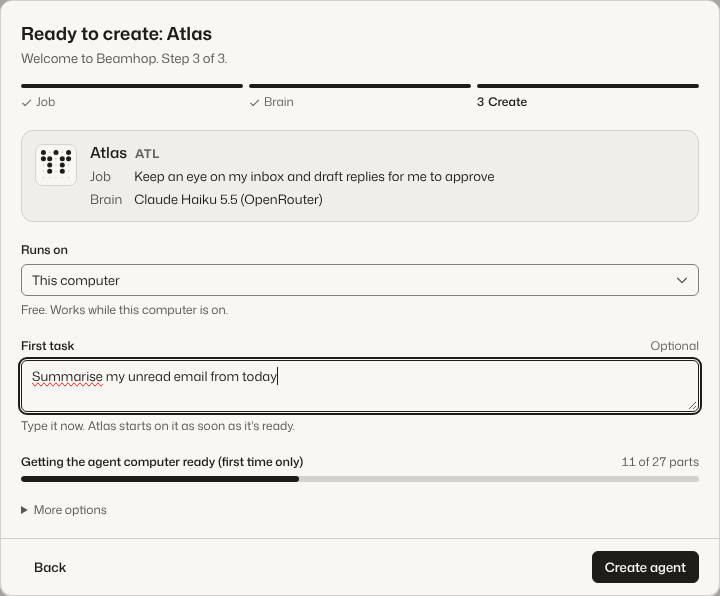 Ready to create: Atlas
Welcome to Beamhop. Step 3 of 3.
Job
Brain
3 Create
Atlas ATL
Job Keep an eye on my inbox and draft replies for me to approve
Brain Claude Haiku 5.5 (OpenRouter)
Runs on
This computer
Free. Works while this computer is on.
First task Optional
Summarise my unread email from today
Type it now. Atlas starts on it as soon as it's ready.
Getting the agent computer ready (first time only) 11 of 27 parts
More options
Back Create agent